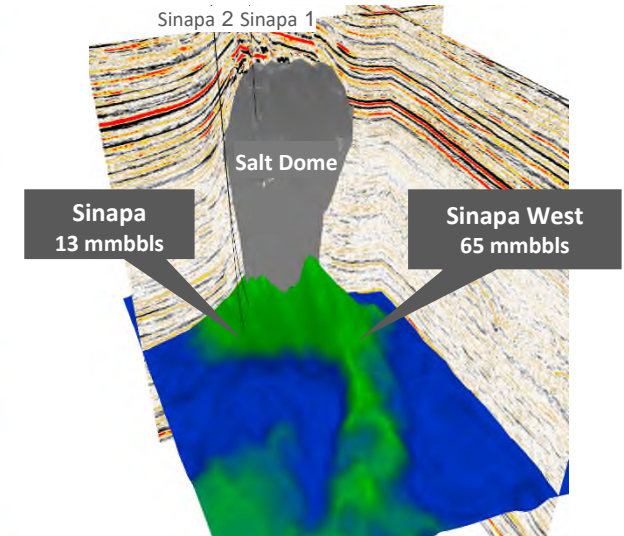 Sinapa 2 Sinapa 1
Salt Dome
Sinapa
13 mmbbls
Sinapa West
65 mmbbls